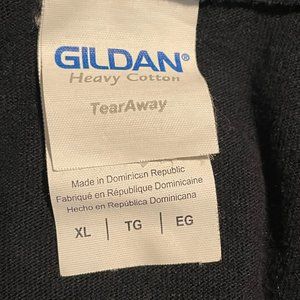 GILDAN®
Heavy Cotton
TearAway
Made in Dominican Republic
Fabriqué en République Dominicaine
Hecho en República Dominicana
XL | TG | EG